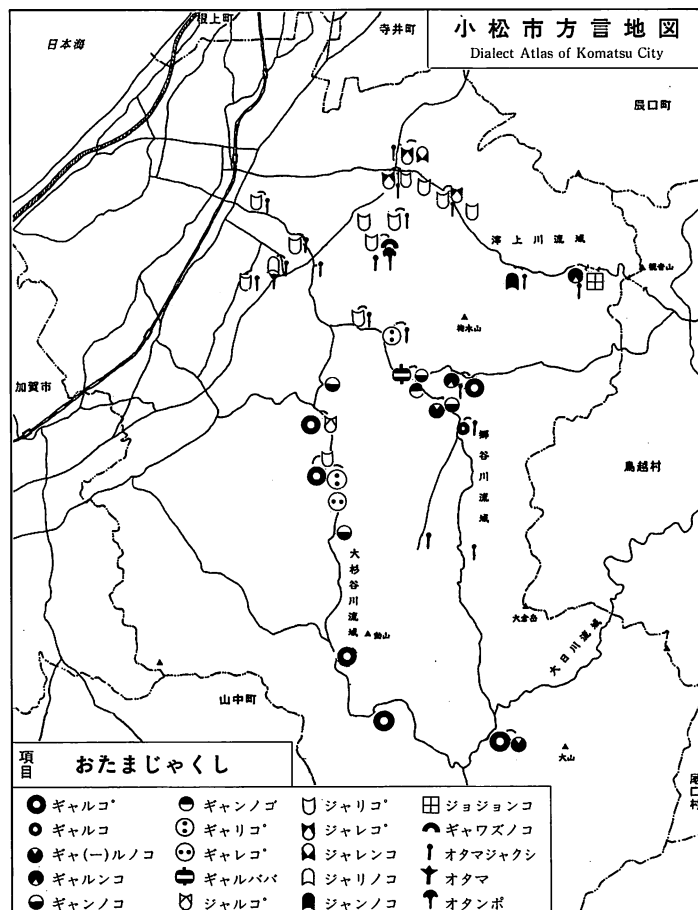 小松市方言地図
Dialect Atlas of Komatsu City
日本海
根上町
寺井町
辰口町
滓上川流域
観音山
加賀市
鳥越村
郷谷川流域
大杉谷川流域
動山
大倉岳
大日川流域
山中町
大山
尾口村
項目
おたまじゃくし
ギャルコ゚
ギャルコ
ギャ(ー)ルノコ
ギャルンコ
ギャンノコ
ギャンノゴ
ギャリコ゚
ギャレコ゚
ギャルババ
ジャルコ゚
ジャリコ゚
ジャレコ゚
ジャレンコ
ジャリノコ
ジャンノコ
ジョジョンコ
ギャワズノコ
オタマジャクシ
オタマ
オタンポ